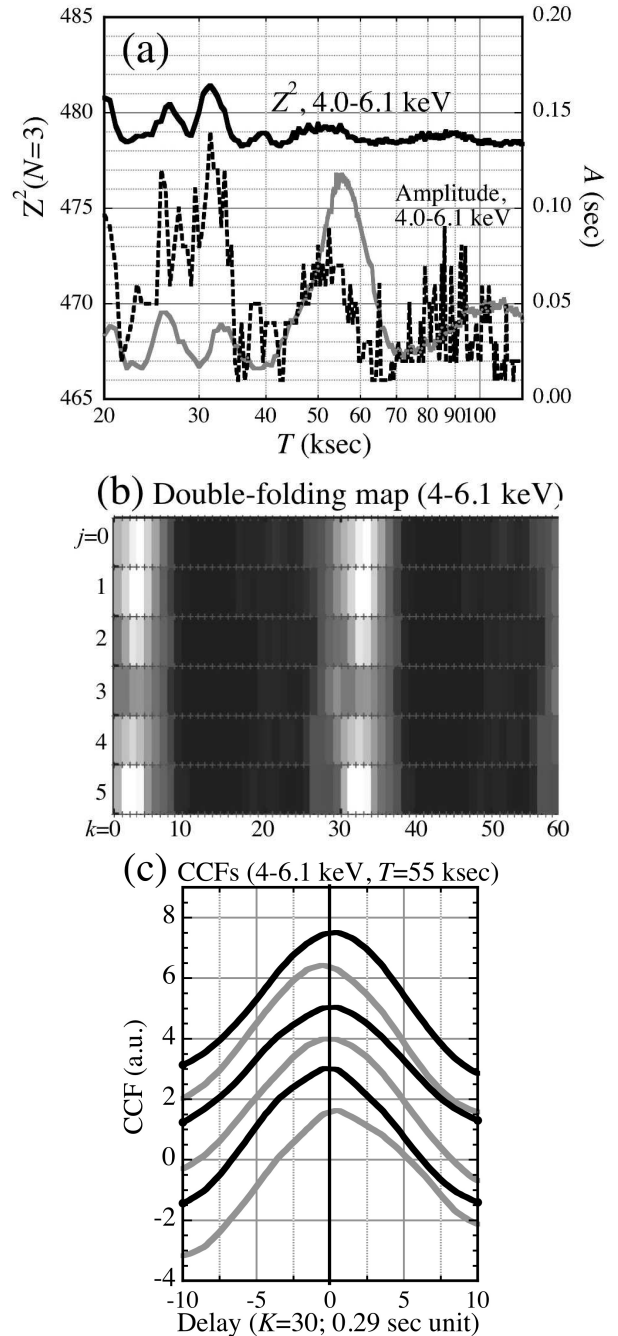 (a)
485
480
475
470
465
Z²(N=3)
Z², 4.0-6.1 keV
Amplitude,
4.0-6.1 keV
0.20
0.15
0.10
0.05
0.00
A (sec)
20 30 40 50 60 70 80 90 100
T (ksec)
(b) Double-folding map (4-6.1 keV)
j=0
1
2
3
4
5
k=0 10 20 30 40 50 60
(c) CCFs (4-6.1 keV, T=55 ksec)
8
6
4
2
0
-2
-4
CCF (a.u.)
-10 -5 0 5 10
Delay (K=30; 0.29 sec unit)